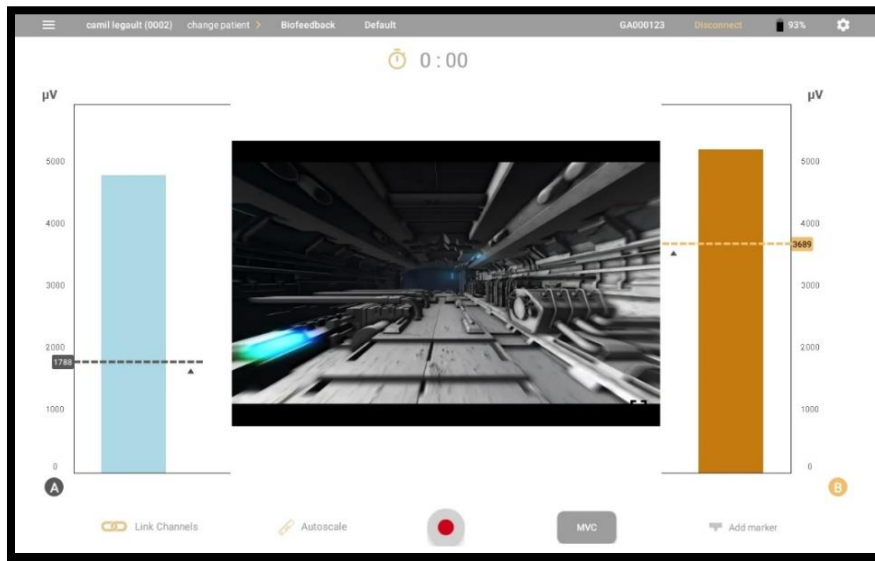 camil legault (0002) change patient > Biofeedback Default GA000123 Disconnect 93%
0 : 00
µV
5000
4000
3000
2000
1788
1000
0
A
µV
5000
4000
3689
3000
2000
1000
0
B
Link Channels Autoscale MVC Add marker